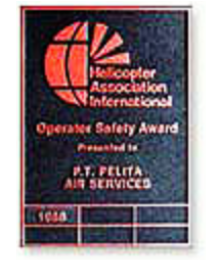 Helicopter
Association
International
Operator Safety Award
Presented to
P.T. PELITA
AIR SERVICES
1988